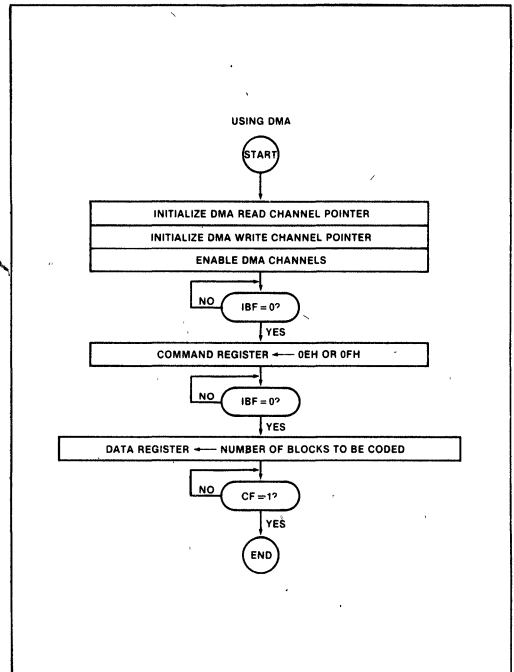 USING DMA
START
INITIALIZE DMA READ CHANNEL POINTER
INITIALIZE DMA WRITE CHANNEL POINTER
ENABLE DMA CHANNELS
NO
IBF = 0?
YES
COMMAND REGISTER ← 0EH OR 0FH
NO
IBF = 0?
YES
DATA REGISTER ← NUMBER OF BLOCKS TO BE CODED
NO
CF = 1?
YES
END